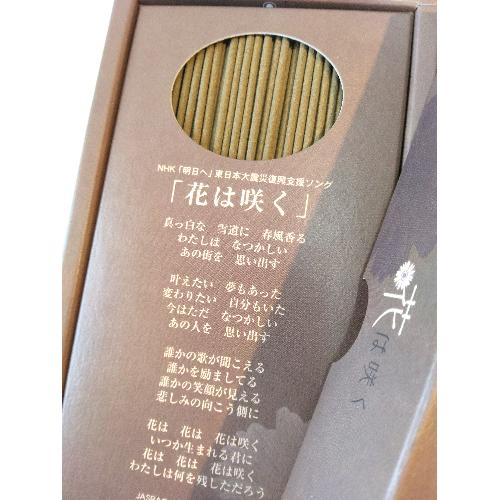 NHK「明日へ」東日本大震災復興支援ソング
「花は咲く」
真っ白な　雪道に　春風香る
わたしは　なつかしい
あの街を　思い出す
叶えたい　夢もあった
変わりたい　自分もいた
今はただ　なつかしい
あの人を　思い出す
誰かの歌が聞こえる
誰かを励ましてる
誰かの笑顔が見える
悲しみの向こう側に
花は　花は　花は咲く
いつか生まれる君に
花は　花は　花は咲く
わたしは何を残しただろう
花は咲く